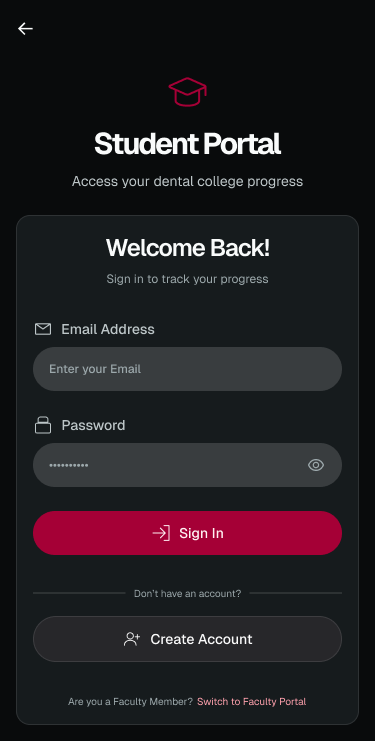 Student Portal
Access your dental college progress
Welcome Back!
Sign in to track your progress
Email Address
Enter your Email
Password
••••••••••
Sign In
Don't have an account?
Create Account
Are you a Faculty Member? Switch to Faculty Portal